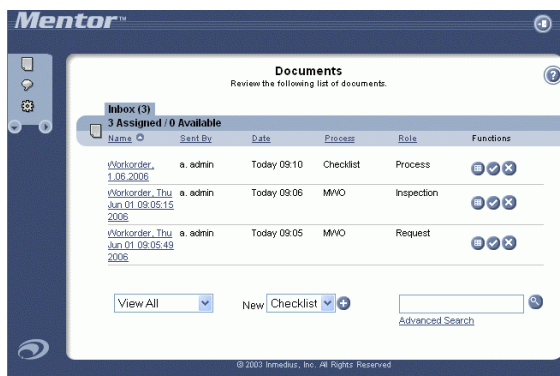 Mentor™
Documents
Review the following list of documents.
Inbox (3)
3 Assigned / 0 Available
Name Sent By Date Process Role Functions
Workorder, 1.06.2006 a. admin Today 09:10 Checklist Process
Workorder, Thu Jun 01 09:05:15 2006 a. admin Today 09:06 MWO Inspection
Workorder, Thu Jun 01 09:05:49 2006 a. admin Today 09:05 MWO Request
View All New Checklist
Advanced Search
© 2003 Inmedius, Inc. All Rights Reserved